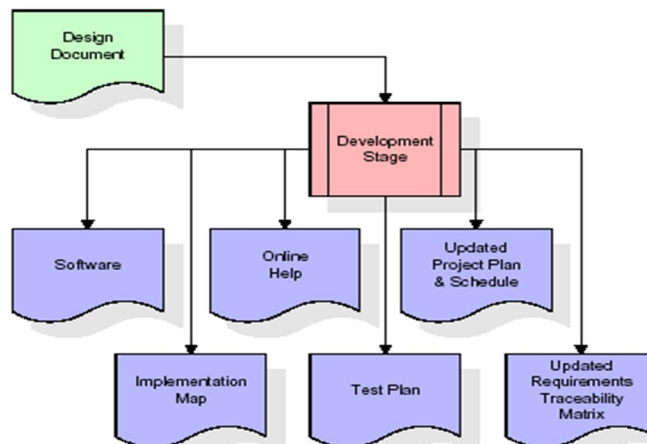 Design
Document
Development
Stage
Software
Online
Help
Updated
Project Plan
& Schedule
Implementation
Map
Test Plan
Updated
Requirements
Traceability
Matrix